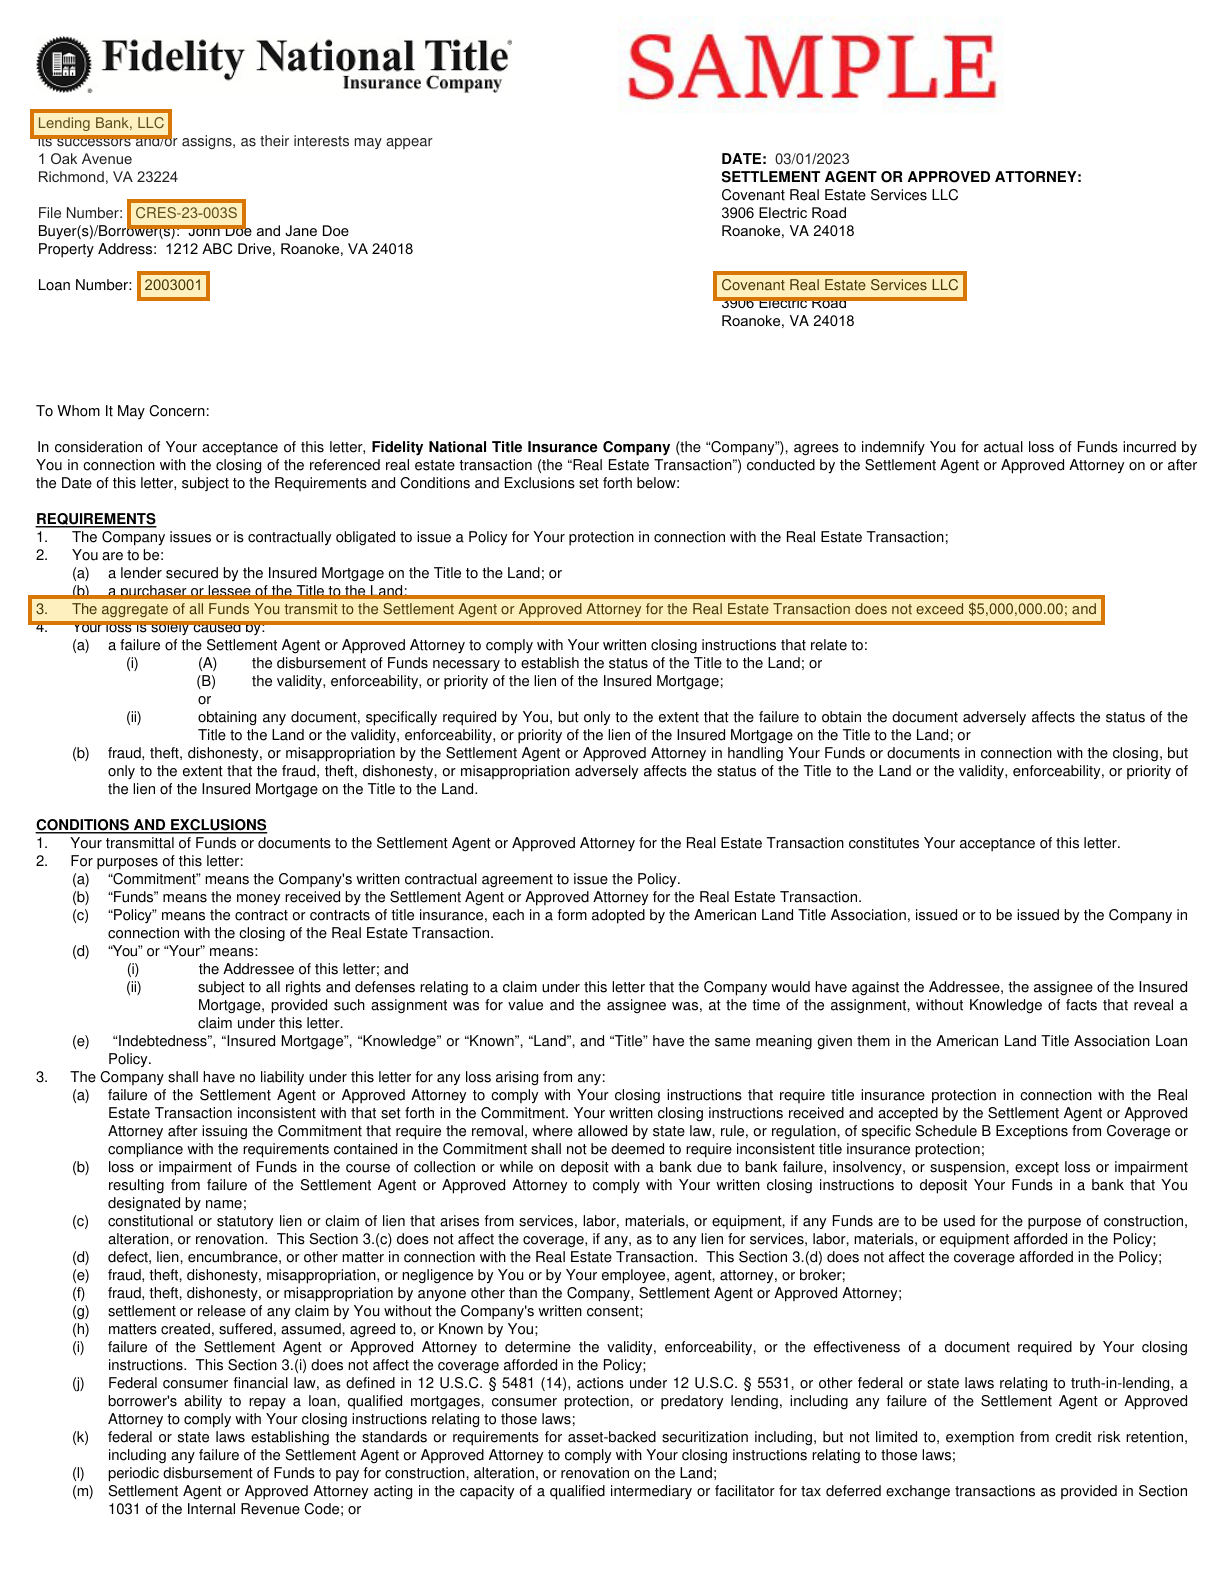 Fidelity National Title
Insurance Company
SAMPLE
Lending Bank, LLC
its successors and/or assigns, as their interests may appear
1 Oak Avenue
Richmond, VA 23224
DATE: 03/01/2023
SETTLEMENT AGENT OR APPROVED ATTORNEY:
Covenant Real Estate Services LLC
3906 Electric Road
Roanoke, VA 24018
File Number: CRES-23-003S
Buyer(s)/Borrower(s): John Doe and Jane Doe
Property Address: 1212 ABC Drive, Roanoke, VA 24018
Loan Number: 2003001
Covenant Real Estate Services LLC
3906 Electric Road
Roanoke, VA 24018
To Whom It May Concern:
In consideration of Your acceptance of this letter, Fidelity National Title Insurance Company (the “Company”), agrees to indemnify You for actual loss of Funds incurred by
You in connection with the closing of the referenced real estate transaction (the “Real Estate Transaction”) conducted by the Settlement Agent or Approved Attorney on or after
the Date of this letter, subject to the Requirements and Conditions and Exclusions set forth below:
REQUIREMENTS
1. The Company issues or is contractually obligated to issue a Policy for Your protection in connection with the Real Estate Transaction;
2. You are to be:
(a) a lender secured by the Insured Mortgage on the Title to the Land; or
(b) a purchaser or lessee of the Title to the Land;
3. The aggregate of all Funds You transmit to the Settlement Agent or Approved Attorney for the Real Estate Transaction does not exceed $5,000,000.00; and
4. Your loss is solely caused by:
(a) a failure of the Settlement Agent or Approved Attorney to comply with Your written closing instructions that relate to:
(i) (A) the disbursement of Funds necessary to establish the status of the Title to the Land; or
(B) the validity, enforceability, or priority of the lien of the Insured Mortgage;
or
(ii) obtaining any document, specifically required by You, but only to the extent that the failure to obtain the document adversely affects the status of the
Title to the Land or the validity, enforceability, or priority of the lien of the Insured Mortgage on the Title to the Land; or
(b) fraud, theft, dishonesty, or misappropriation by the Settlement Agent or Approved Attorney in handling Your Funds or documents in connection with the closing, but
only to the extent that the fraud, theft, dishonesty, or misappropriation adversely affects the status of the Title to the Land or the validity, enforceability, or priority of
the lien of the Insured Mortgage on the Title to the Land.
CONDITIONS AND EXCLUSIONS
1. Your transmittal of Funds or documents to the Settlement Agent or Approved Attorney for the Real Estate Transaction constitutes Your acceptance of this letter.
2. For purposes of this letter:
(a) “Commitment” means the Company's written contractual agreement to issue the Policy.
(b) “Funds” means the money received by the Settlement Agent or Approved Attorney for the Real Estate Transaction.
(c) “Policy” means the contract or contracts of title insurance, each in a form adopted by the American Land Title Association, issued or to be issued by the Company in
connection with the closing of the Real Estate Transaction.
(d) “You” or “Your” means:
(i) the Addressee of this letter; and
(ii) subject to all rights and defenses relating to a claim under this letter that the Company would have against the Addressee, the assignee of the Insured
Mortgage, provided such assignment was for value and the assignee was, at the time of the assignment, without Knowledge of facts that reveal a
claim under this letter.
(e) “Indebtedness”, “Insured Mortgage”, “Knowledge” or “Known”, “Land”, and “Title” have the same meaning given them in the American Land Title Association Loan
Policy.
3. The Company shall have no liability under this letter for any loss arising from any:
(a) failure of the Settlement Agent or Approved Attorney to comply with Your closing instructions that require title insurance protection in connection with the Real
Estate Transaction inconsistent with that set forth in the Commitment. Your written closing instructions received and accepted by the Settlement Agent or Approved
Attorney after issuing the Commitment that require the removal, where allowed by state law, rule, or regulation, of specific Schedule B Exceptions from Coverage or
compliance with the requirements contained in the Commitment shall not be deemed to require inconsistent title insurance protection;
(b) loss or impairment of Funds in the course of collection or while on deposit with a bank due to bank failure, insolvency, or suspension, except loss or impairment
resulting from failure of the Settlement Agent or Approved Attorney to comply with Your written closing instructions to deposit Your Funds in a bank that You
designated by name;
(c) constitutional or statutory lien or claim of lien that arises from services, labor, materials, or equipment, if any Funds are to be used for the purpose of construction,
alteration, or renovation. This Section 3.(c) does not affect the coverage, if any, as to any lien for services, labor, materials, or equipment afforded in the Policy;
(d) defect, lien, encumbrance, or other matter in connection with the Real Estate Transaction. This Section 3.(d) does not affect the coverage afforded in the Policy;
(e) fraud, theft, dishonesty, misappropriation, or negligence by You or by Your employee, agent, attorney, or broker;
(f) fraud, theft, dishonesty, or misappropriation by anyone other than the Company, Settlement Agent or Approved Attorney;
(g) settlement or release of any claim by You without the Company's written consent;
(h) matters created, suffered, assumed, agreed to, or Known by You;
(i) failure of the Settlement Agent or Approved Attorney to determine the validity, enforceability, or the effectiveness of a document required by Your closing
instructions. This Section 3.(i) does not affect the coverage afforded in the Policy;
(j) Federal consumer financial law, as defined in 12 U.S.C. § 5481 (14), actions under 12 U.S.C. § 5531, or other federal or state laws relating to truth-in-lending, a
borrower's ability to repay a loan, qualified mortgages, consumer protection, or predatory lending, including any failure of the Settlement Agent or Approved
Attorney to comply with Your closing instructions relating to those laws;
(k) federal or state laws establishing the standards or requirements for asset-backed securitization including, but not limited to, exemption from credit risk retention,
including any failure of the Settlement Agent or Approved Attorney to comply with Your closing instructions relating to those laws;
(l) periodic disbursement of Funds to pay for construction, alteration, or renovation on the Land;
(m) Settlement Agent or Approved Attorney acting in the capacity of a qualified intermediary or facilitator for tax deferred exchange transactions as provided in Section
1031 of the Internal Revenue Code; or